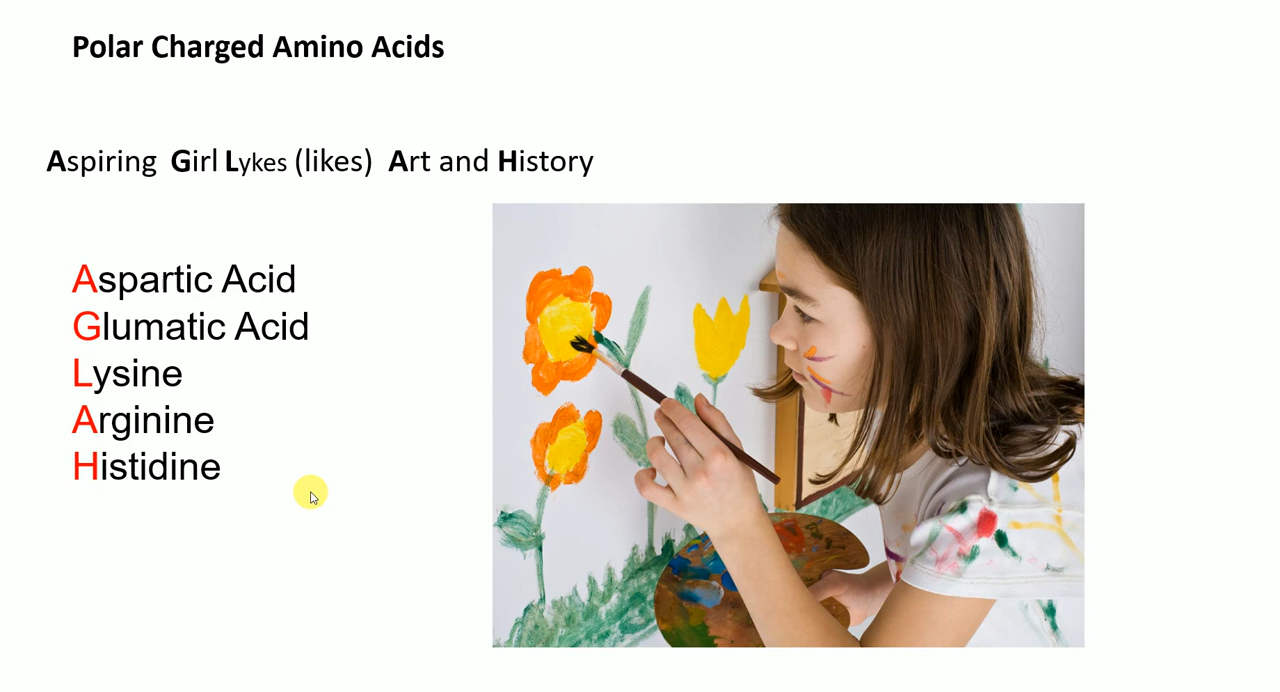 Polar Charged Amino Acids
Aspiring Girl Lykes (likes) Art and History
Aspartic Acid
Glumatic Acid
Lysine
Arginine
Histidine